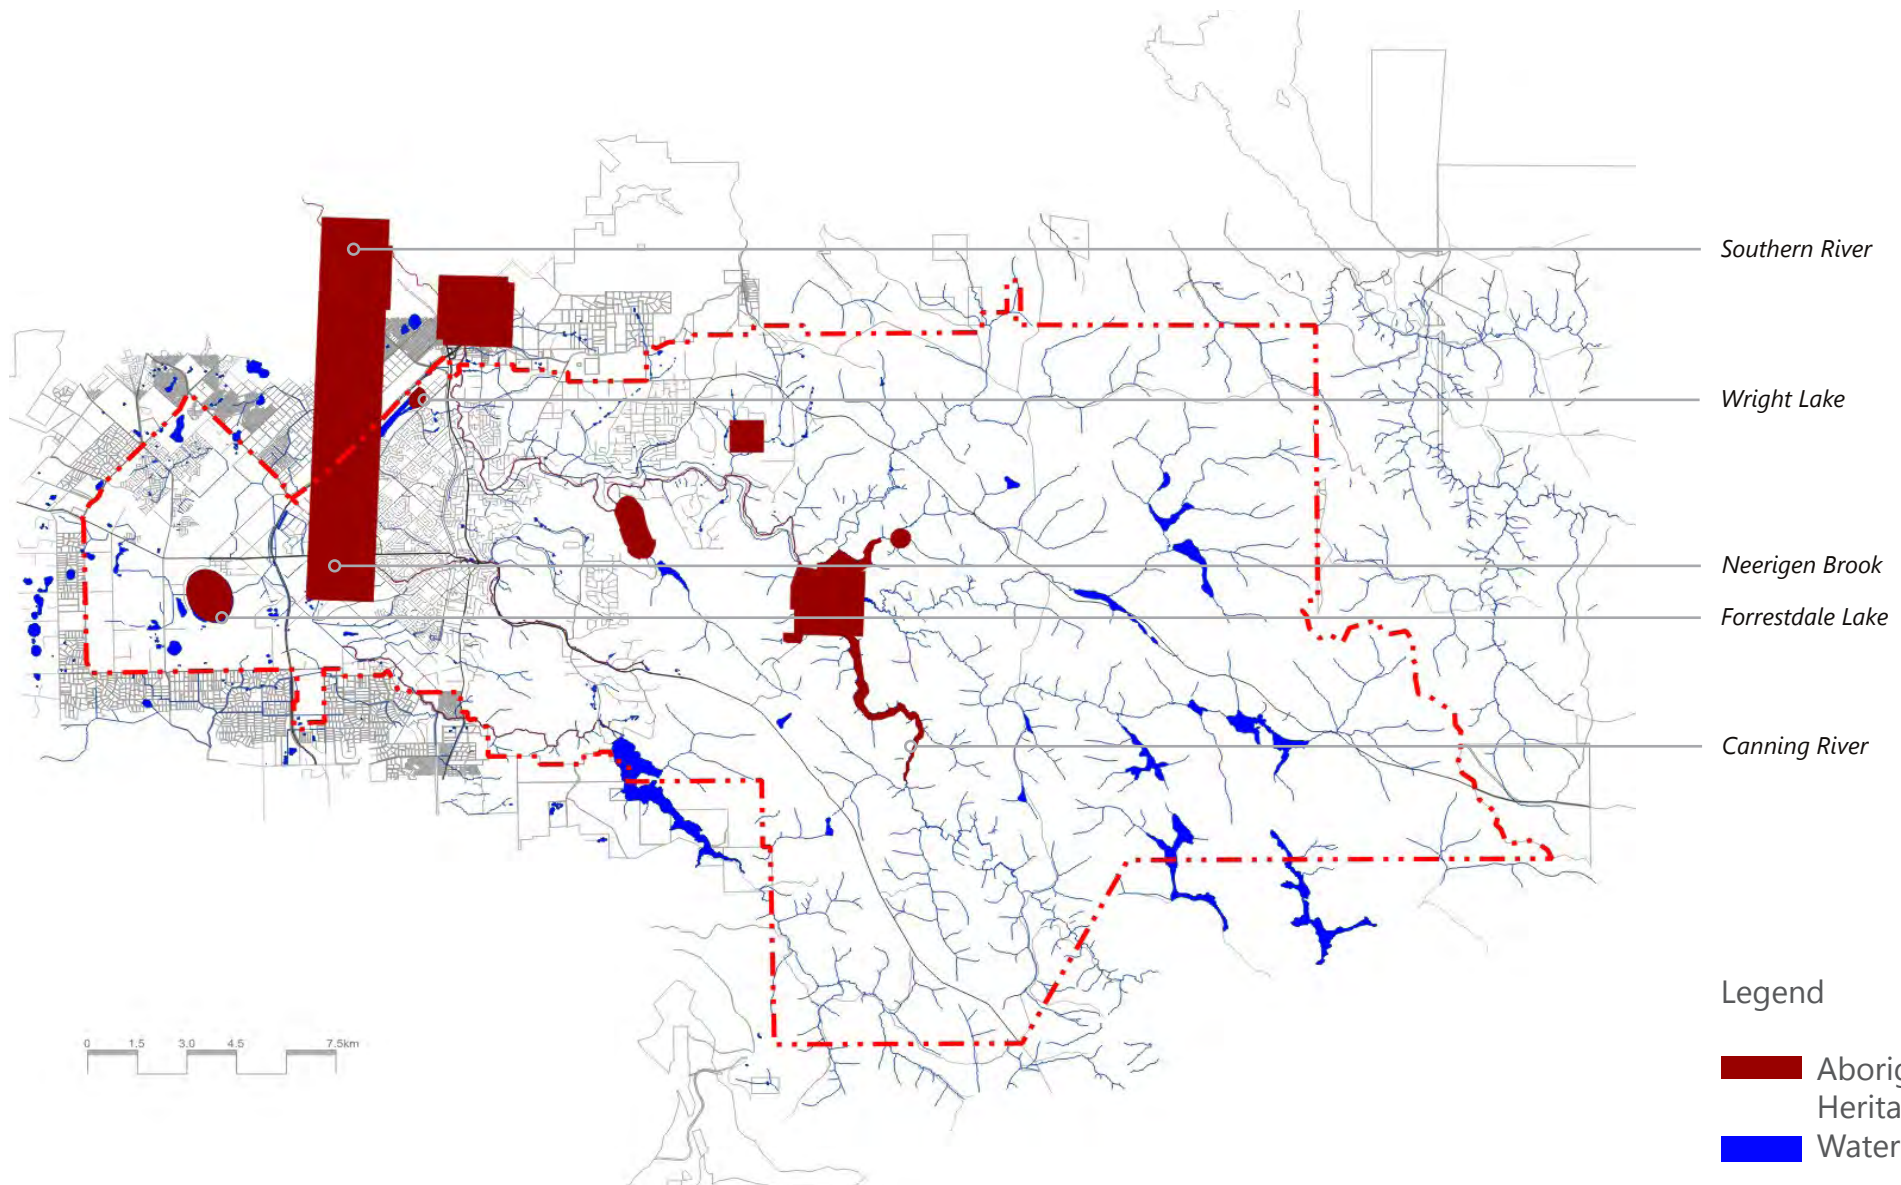 Southern River
Wright Lake
Neerigen Brook
Forrestdale Lake
Canning River
0 1.5 3.0 4.5 7.5km
Legend
Water